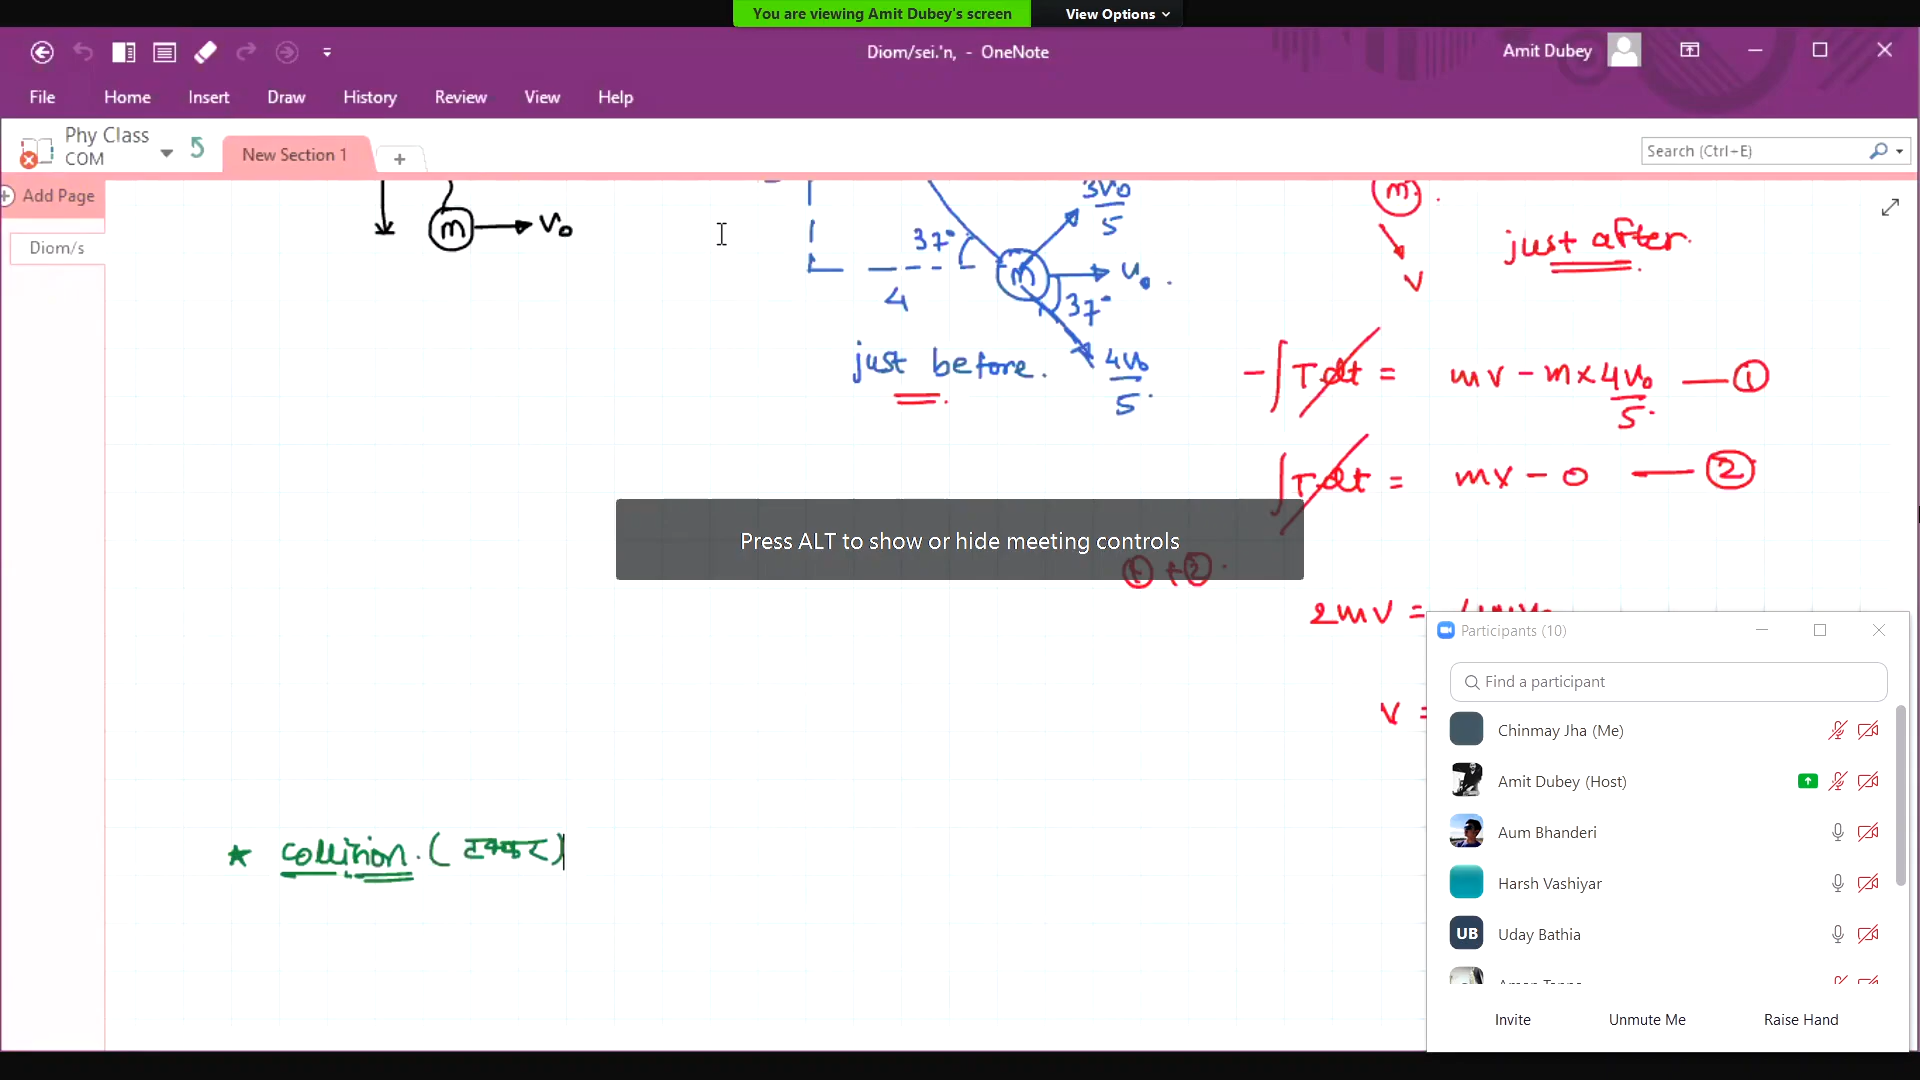 You are viewing Amit Dubey's screen View Options
Diom/sei.'n, - OneNote Amit Dubey
File Home Insert Draw History Review View Help
Phy Class
COM
New Section 1 +
Search (Ctrl+E)
Add Page
Diom/s
m v₀
37° m v₀ 37°
3v₀/5
4
just before.
4v₀/5
m
v
just after.
-∫T.dt = mv - m×4v₀/5 — ①
∫T.dt = mv - 0 — ②
Press ALT to show or hide meeting controls
① + ②
2mv =
v =
★ collision. ( टक्कर )
Participants (10)
Find a participant
Chinmay Jha (Me)
Amit Dubey (Host)
Aum Bhanderi
Harsh Vashiyar
UB Uday Bathia
Invite Unmute Me Raise Hand